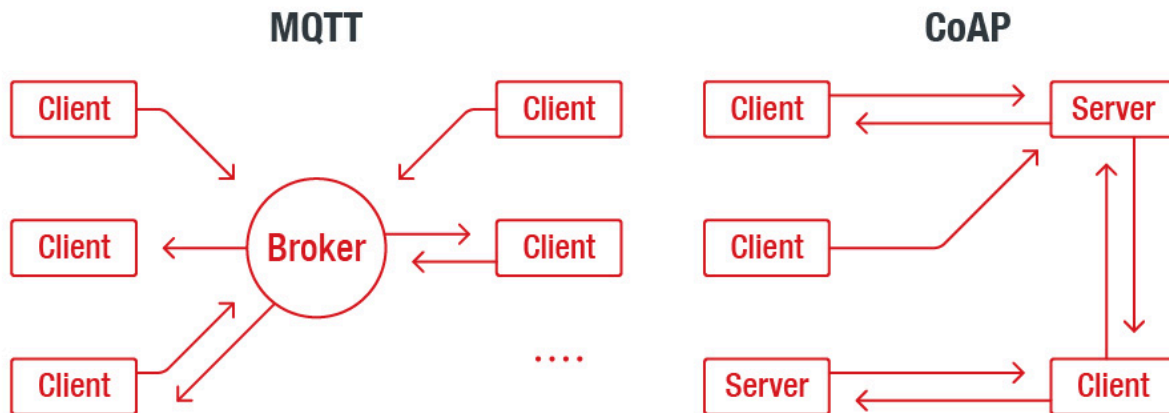 MQTT
CoAP
Client
Client
Client
Server
Client
Broker
Client
Client
Client
....
Server
Client